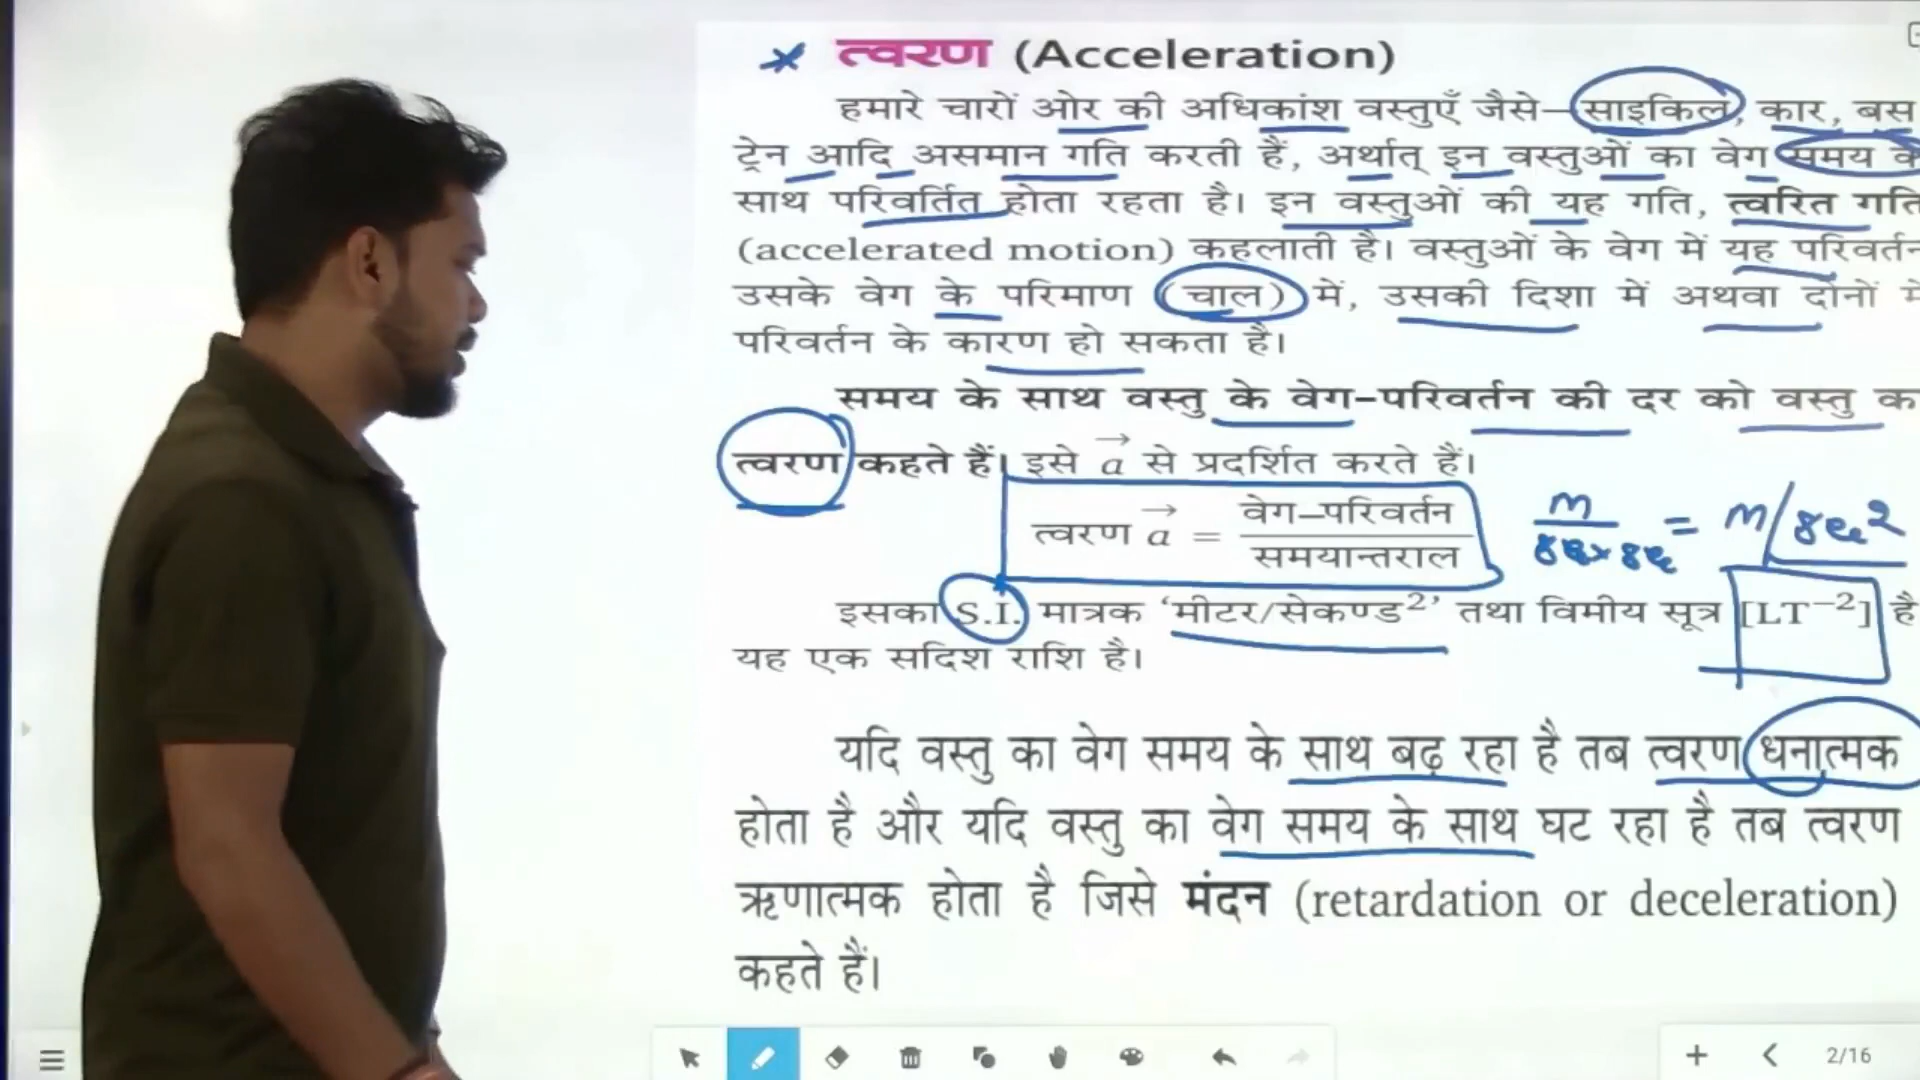 त्वरण (Acceleration)
हमारे चारों ओर की अधिकांश वस्तुएँ जैसे—साइकिल, कार, बस
ट्रेन आदि असमान गति करती हैं, अर्थात् इन वस्तुओं का वेग समय के
साथ परिवर्तित होता रहता है। इन वस्तुओं की यह गति, त्वरित गति
(accelerated motion) कहलाती है। वस्तुओं के वेग में यह परिवर्तन
उसके वेग के परिमाण (चाल) में, उसकी दिशा में अथवा दोनों में
परिवर्तन के कारण हो सकता है।
समय के साथ वस्तु के वेग-परिवर्तन की दर को वस्तु का
त्वरण कहते हैं। इसे a⃗ से प्रदर्शित करते हैं।
त्वरण a⃗ = वेग–परिवर्तन / समयान्तराल
m / sec × sec = m/sec²
इसका S.I. मात्रक ‘मीटर/सेकण्ड²’ तथा विमीय सूत्र [LT⁻²] है
यह एक सदिश राशि है।
यदि वस्तु का वेग समय के साथ बढ़ रहा है तब त्वरण धनात्मक
होता है और यदि वस्तु का वेग समय के साथ घट रहा है तब त्वरण
ऋणात्मक होता है जिसे मंदन (retardation or deceleration)
कहते हैं।
2/16